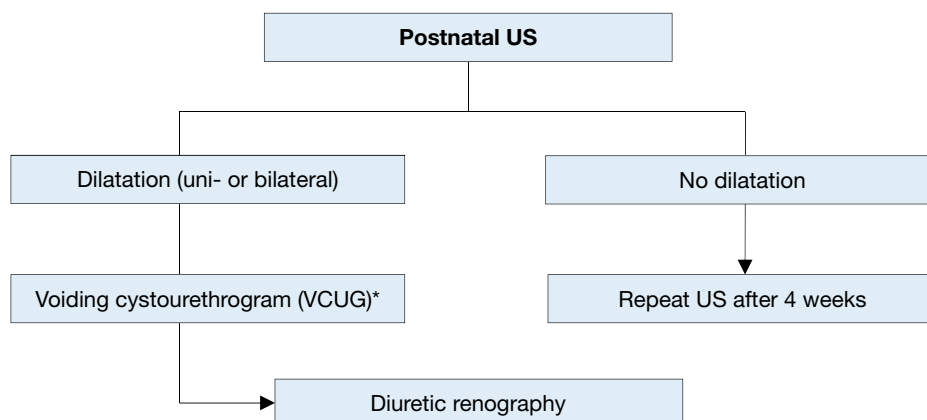 Postnatal US
Dilatation (uni- or bilateral)
No dilatation
Voiding cystourethrogram (VCUG)*
Repeat US after 4 weeks
Diuretic renography